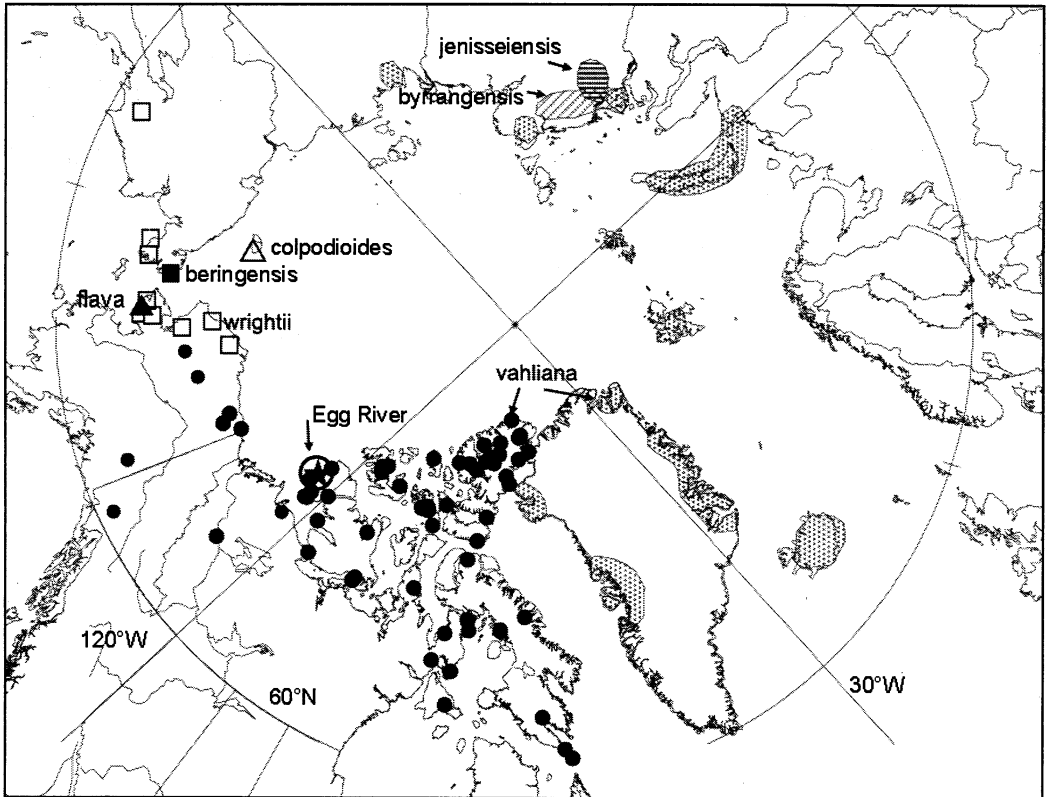 jenisseiensis
byrrangensis
colpodioides
beringensis
flava
wrightii
vahliana
Egg River
120°W
60°N
30°W